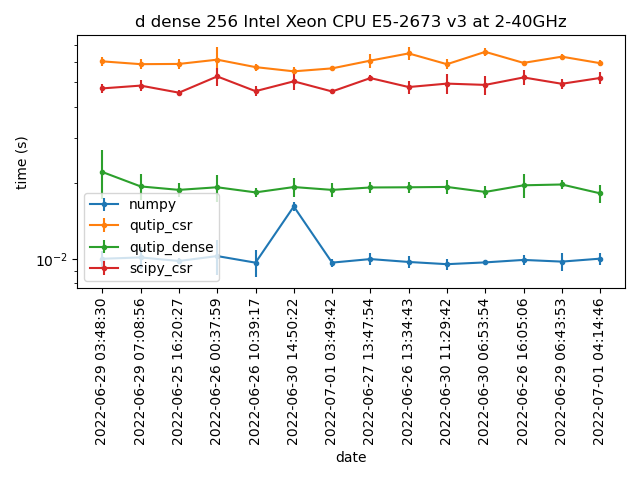 d dense 256 Intel Xeon CPU E5-2673 v3 at 2-40GHz
time (s)
10⁻²
numpy
qutip_csr
qutip_dense
scipy_csr
2022-06-29 03:48:30
2022-06-29 07:08:56
2022-06-25 16:20:27
2022-06-26 00:37:59
2022-06-26 10:39:17
2022-06-30 14:50:22
2022-07-01 03:49:42
2022-06-27 13:47:54
2022-06-26 13:34:43
2022-06-30 11:29:42
2022-06-30 06:53:54
2022-06-26 16:05:06
2022-06-29 06:43:53
2022-07-01 04:14:46
date